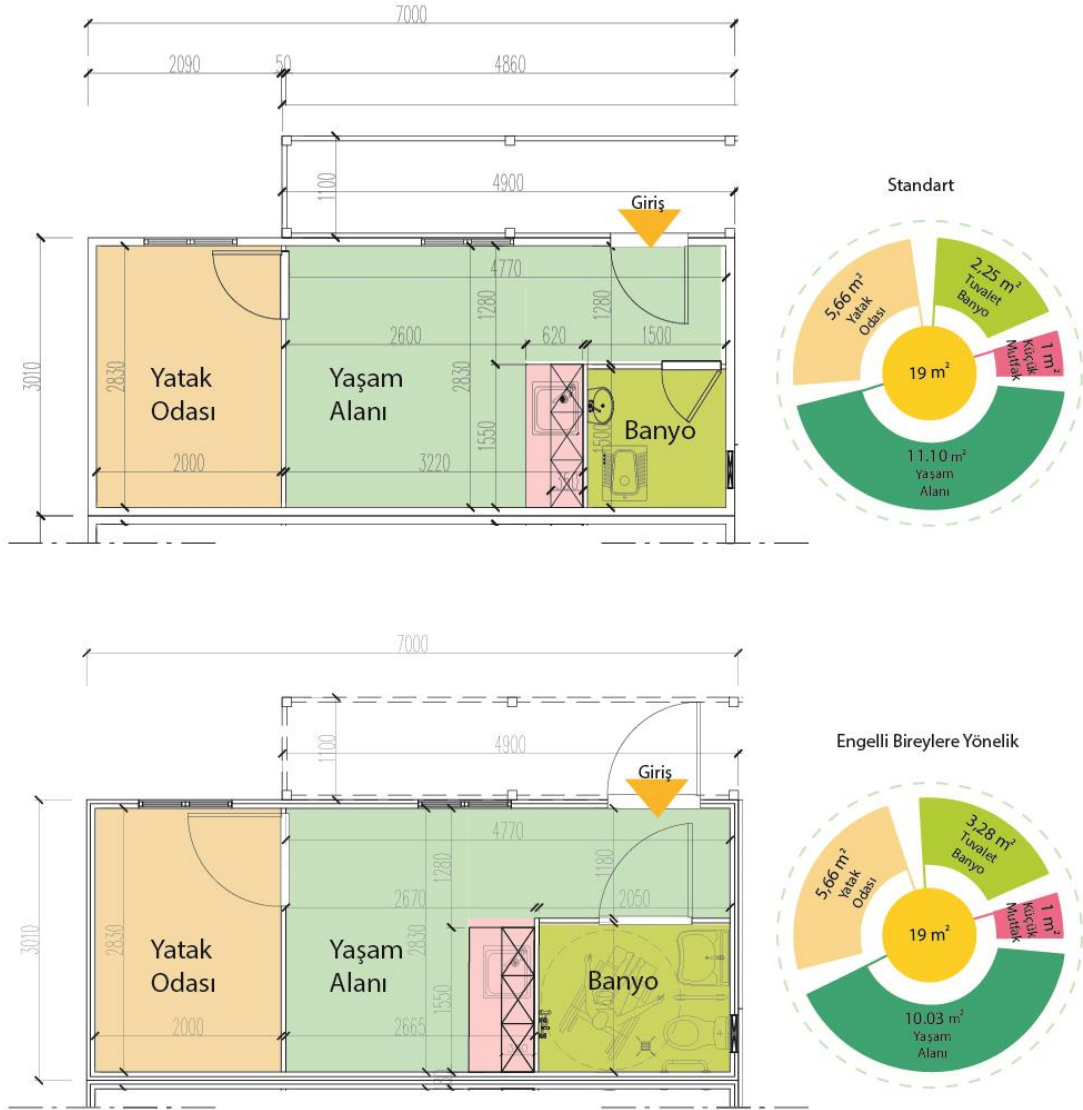 7000
2090
50
4860
1100
4900
Giriş
4770
1280
1280
2600
620
1500
3010
2830
Yatak
Odası
Yaşam
Alanı
2830
1550
1500
Banyo
2000
3220
Standart
5,66 m²
Yatak
Odası
2,25 m²
Tuvalet
Banyo
1 m²
Küçük
Mutfak
19 m²
11.10 m²
Yaşam
Alanı
7000
1100
4900
Giriş
4770
1280
1180
2670
2050
3010
2830
Yatak
Odası
Yaşam
Alanı
2830
1550
Banyo
2000
2665
Engelli Bireylere Yönelik
5,66 m²
Yatak
Odası
3,28 m²
Tuvalet
Banyo
1 m²
Küçük
Mutfak
19 m²
10.03 m²
Yaşam
Alanı